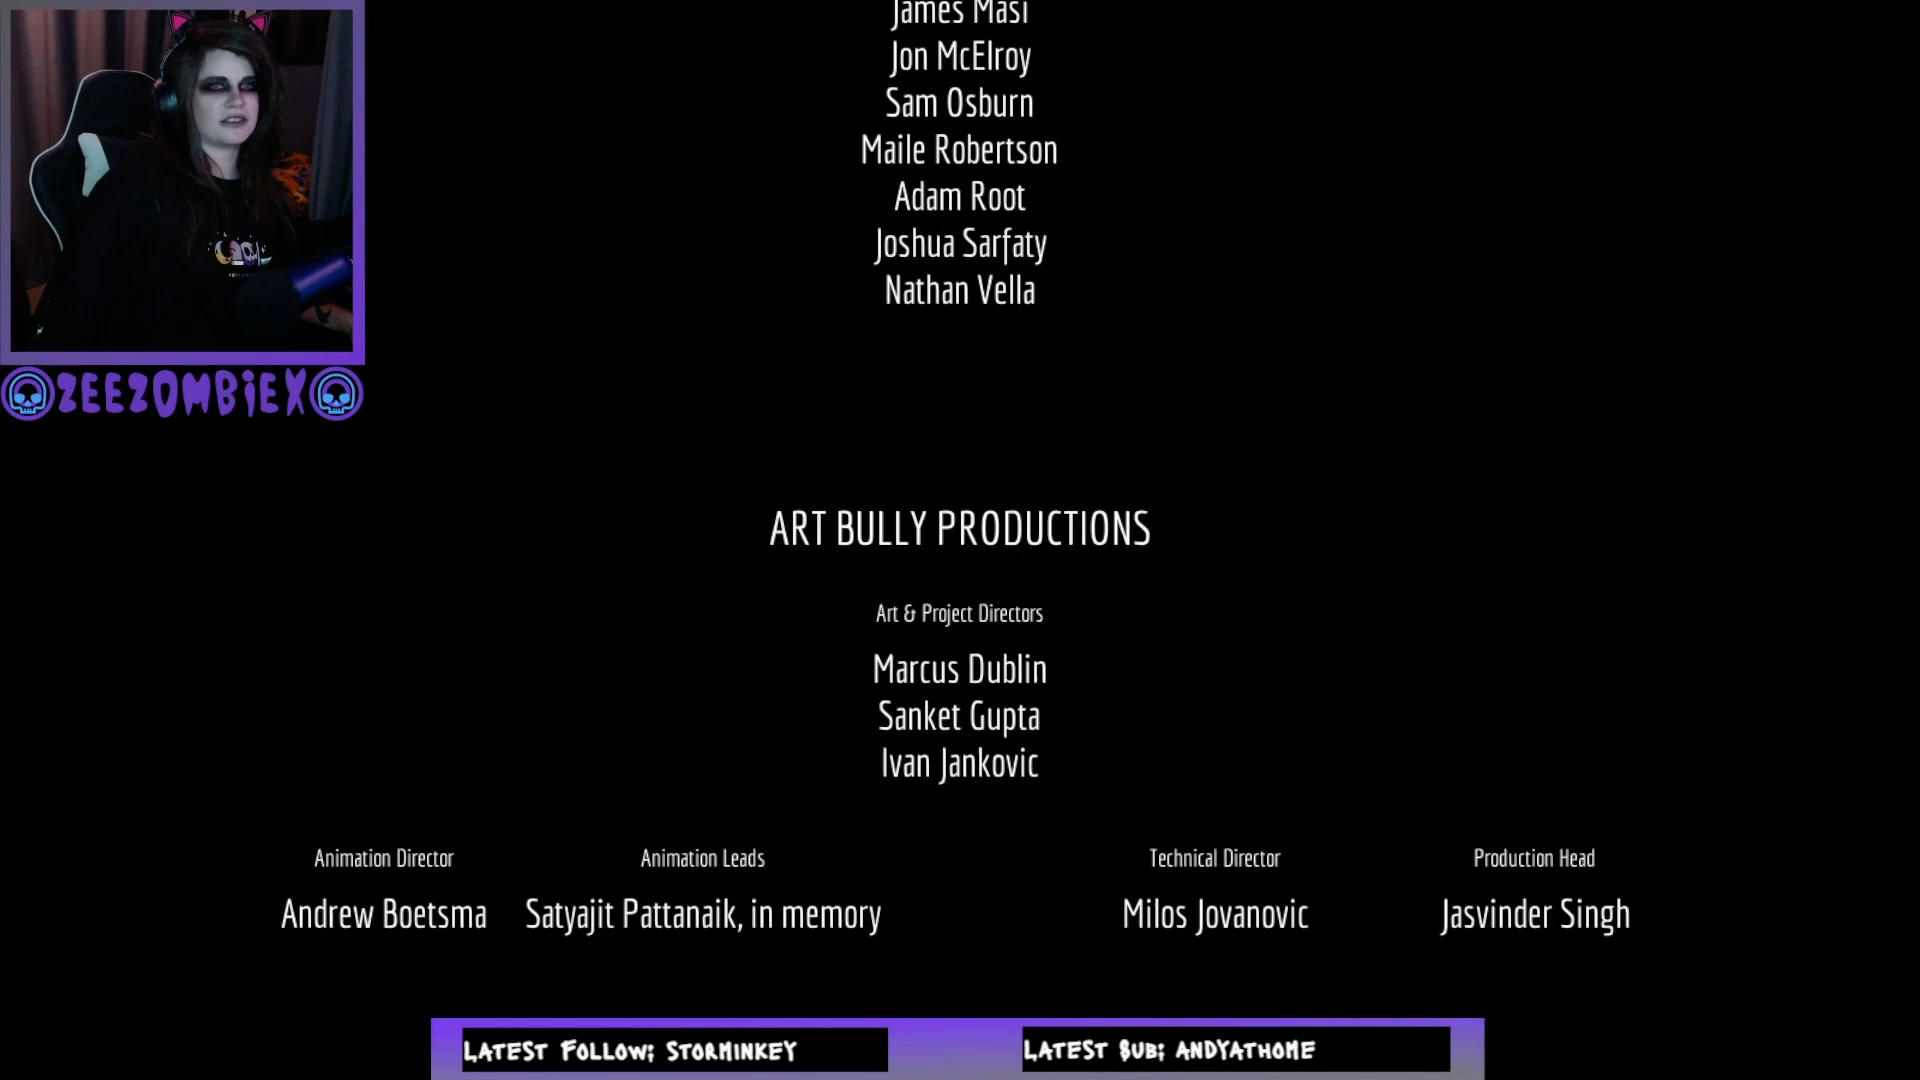 James Masi
Jon McElroy
Sam Osburn
Maile Robertson
Adam Root
Joshua Sarfaty
Nathan Vella
ZEEZOMBIEX
ART BULLY PRODUCTIONS
Art & Project Directors
Marcus Dublin
Sanket Gupta
Ivan Jankovic
Animation Director
Animation Leads
Technical Director
Production Head
Andrew Boetsma
Satyajit Pattanaik, in memory
Milos Jovanovic
Jasvinder Singh
LATEST FOLLOW: STORMINKEY
LATEST SUB: ANDYATHOME